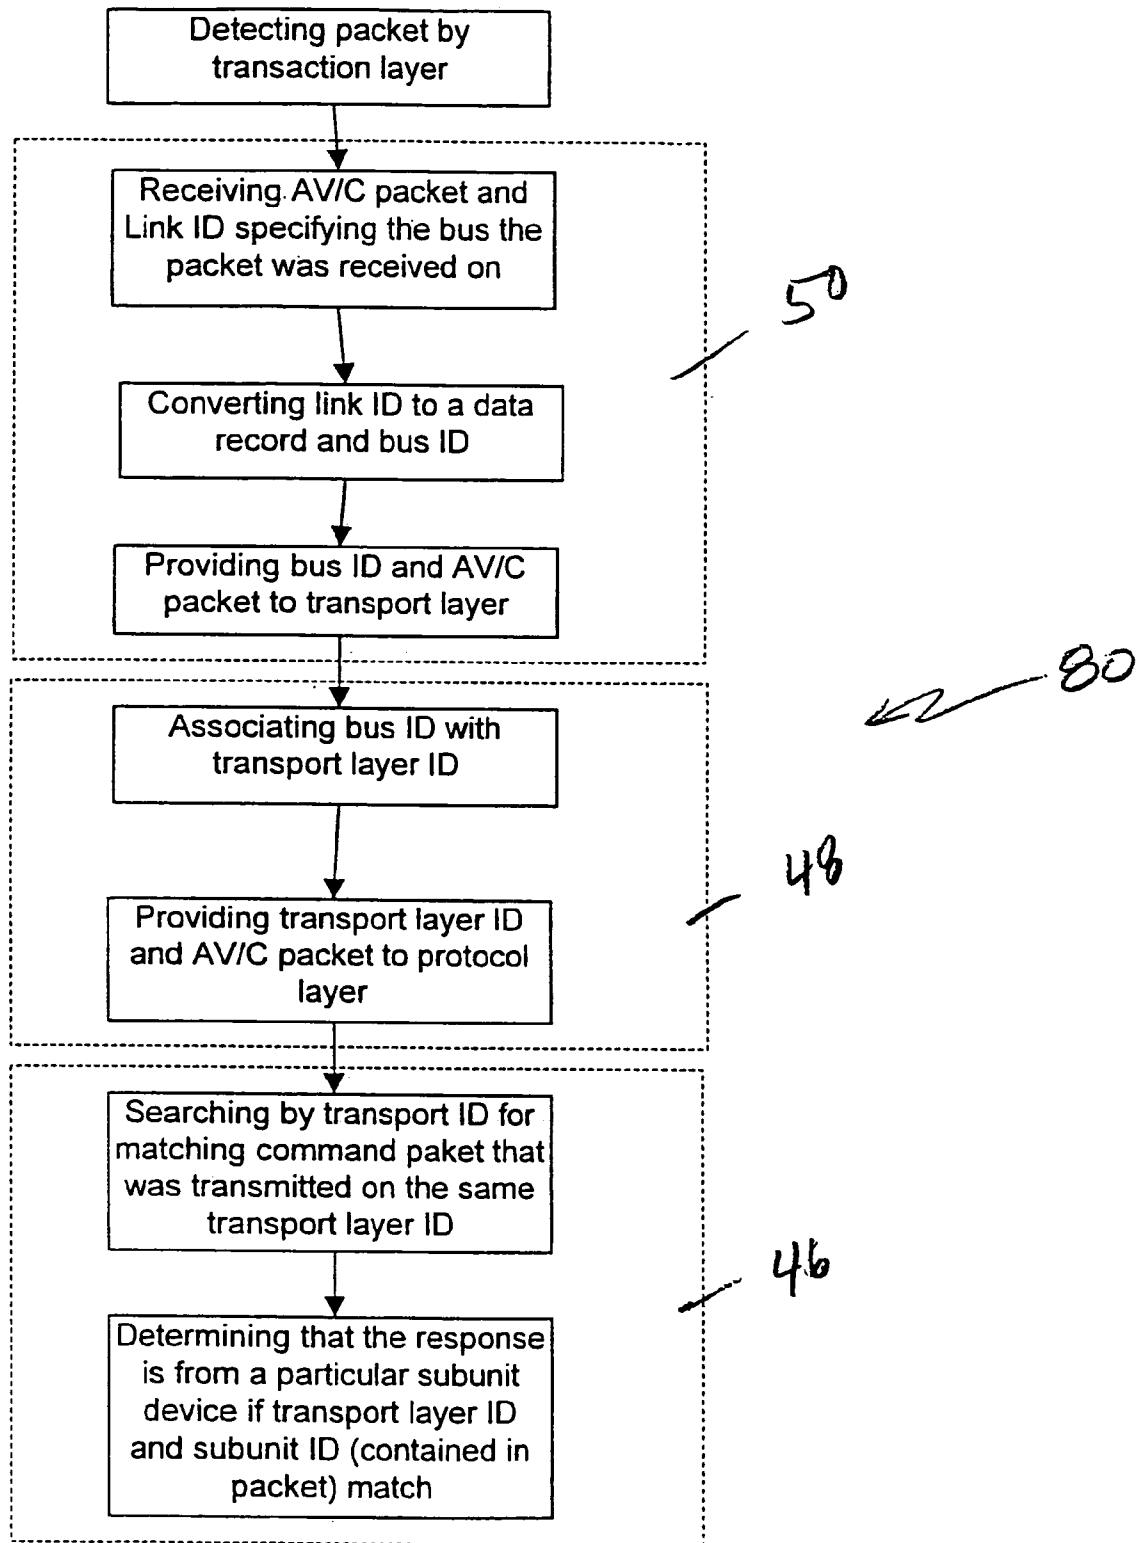 Detecting packet by
transaction layer
Receiving AV/C packet and
Link ID specifying the bus the
packet was received on
50
Converting link ID to a data
record and bus ID
Providing bus ID and AV/C
packet to transport layer
80
Associating bus ID with
transport layer ID
48
Providing transport layer ID
and AV/C packet to protocol
layer
Searching by transport ID for
matching command paket that
was transmitted on the same
transport layer ID
46
Determining that the response
is from a particular subunit
device if transport layer ID
and subunit ID (contained in
packet) match